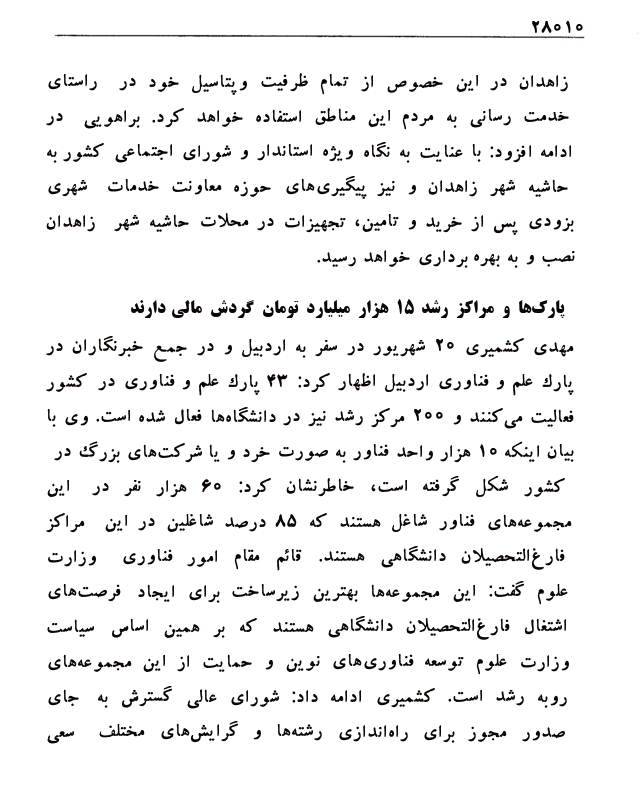 ۲۸۰۱۰
زاهدان در این خصوص از تمام ظرفیت وپتاسیل خود در راستای
خدمت رسانی به مردم این مناطق استفاده خواهد کرد. براهویی در
ادامه افزود: با عنایت به نگاه ویژه استاندار و شورای اجتماعی کشور به
حاشیه شهر زاهدان و نیز پیگیری‌های حوزه معاونت خدمات شهری
بزودی پس از خرید و تامین، تجهیزات در محلات حاشیه شهر زاهدان
نصب و به بهره برداری خواهد رسید.
پارک‌ها و مراکز رشد ۱۵ هزار میلیارد تومان گردش مالی دارند
مهدی کشمیری ۲۰ شهریور در سفر به اردبیل و در جمع خبرنگاران در
پارك علم و فناوری اردبیل اظهار کرد: ۴۳ پارك علم و فناوری در کشور
فعالیت می‌کنند و ۲۰۰ مرکز رشد نیز در دانشگاه‌ها فعال شده است. وی با
بیان اینکه ۱۰ هزار واحد فناور به صورت خرد و یا شرکت‌های بزرگ در
کشور شکل گرفته است، خاطرنشان کرد: ۶۰ هزار نفر در این
مجموعه‌های فناور شاغل هستند که ۸۵ درصد شاغلین در این مراکز
فارغ‌التحصیلان دانشگاهی هستند. قائم مقام امور فناوری وزارت
علوم گفت: این مجموعه‌ها بهترین زیرساخت برای ایجاد فرصت‌های
اشتغال فارغ‌التحصیلان دانشگاهی هستند که بر همین اساس سیاست
وزارت علوم توسعه فناوری‌های نوین و حمایت از این مجموعه‌های
روبه رشد است. کشمیری ادامه داد: شورای عالی گسترش به جای
صدور مجوز برای راه‌اندازی رشته‌ها و گرایش‌های مختلف سعی